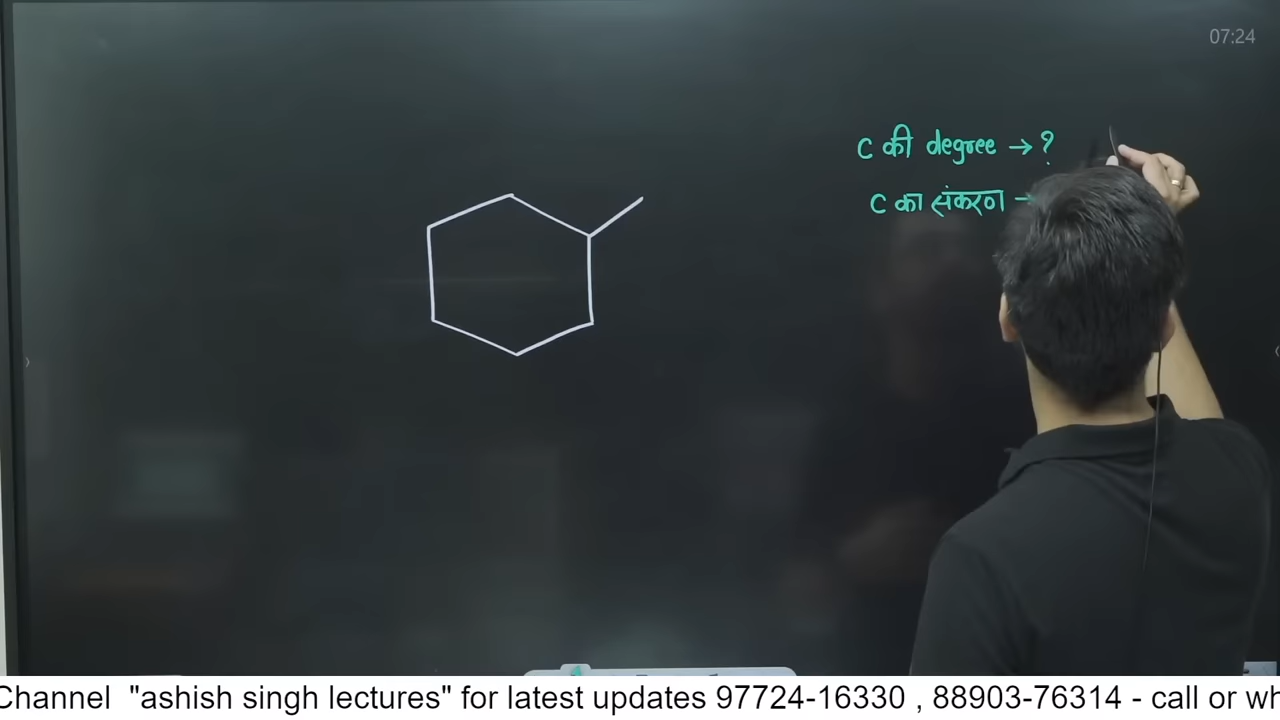 07:24
C की degree → ?
C का संकरण →
Channel "ashish singh lectures" for latest updates 97724-16330 , 88903-76314 - call or wh